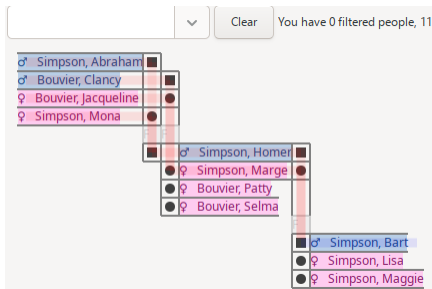 Clear
You have 0 filtered people, 11
♂ Simpson, Abraham
♂ Bouvier, Clancy
♀ Bouvier, Jacqueline
♀ Simpson, Mona
♂ Simpson, Homer
♀ Simpson, Marge
♀ Bouvier, Patty
♀ Bouvier, Selma
♂ Simpson, Bart
♀ Simpson, Lisa
♀ Simpson, Maggie